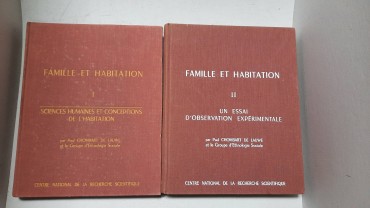 FAMILLE ET HABITATION
I
SCIENCES HUMAINES ET CONCEPTIONS
DE L'HABITATION
par Paul CHOMBART DE LAUWE
et le Groupe d'Ethnologie Sociale
CENTRE NATIONAL DE LA RECHERCHE SCIENTIFIQUE
FAMILLE ET HABITATION
II
UN ESSAI
D'OBSERVATION EXPÉRIMENTALE
par Paul CHOMBART DE LAUWE
et le Groupe d'Ethnologie Sociale
CENTRE NATIONAL DE LA RECHERCHE SCIENTIFIQUE